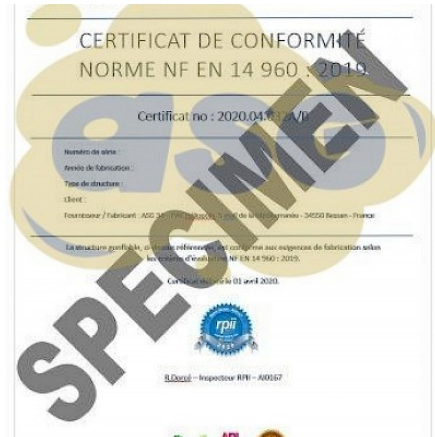 CERTIFICAT DE CONFORMITÉ
NORME NF EN 14 960 : 2019
Certificat no : 2020.04.
Numéro de série :
Année de fabrication :
Type de structure :
Client :
Fournisseur / Fabricant : ASG 34 - 34550 Bessan - France
La structure gonflable, ci-dessus référencée, est conforme aux exigences de fabrication selon
les critères d'évaluation NF EN 14 960 : 2019.
Certificat délivré le 01 avril 2020.
rpii
R.Dorcé – Inspecteur RPII – AI0167
SPECIMEN
asg